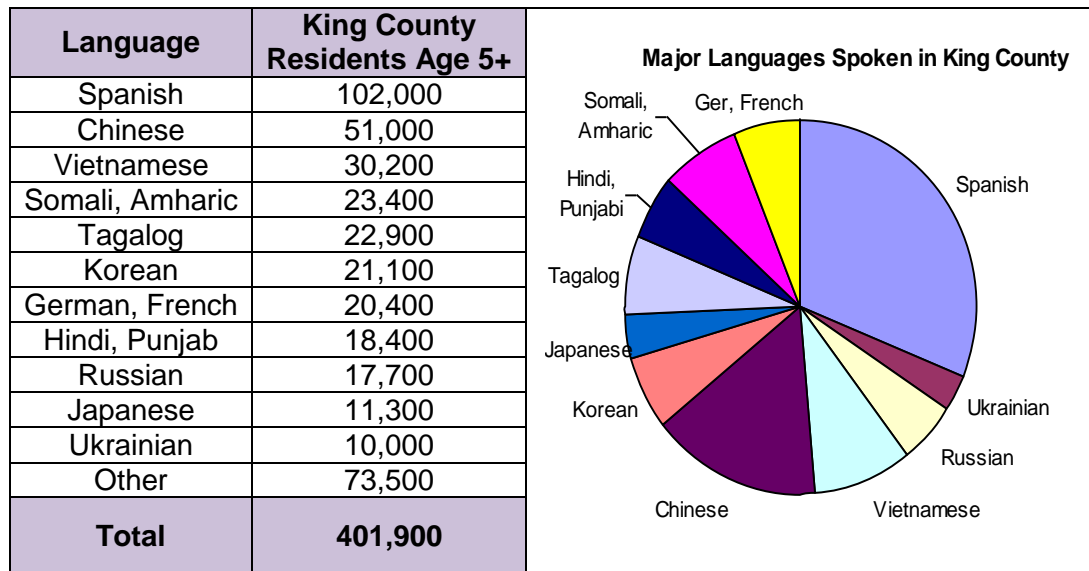 Language King County
Residents Age 5+
Spanish 102,000
Chinese 51,000
Vietnamese 30,200
Somali, Amharic 23,400
Tagalog 22,900
Korean 21,100
German, French 20,400
Hindi, Punjab 18,400
Russian 17,700
Japanese 11,300
Ukrainian 10,000
Other 73,500
Total 401,900
Major Languages Spoken in King County
Somali,
Amharic
Ger, French
Hindi,
Punjabi
Spanish
Tagalog
Japanese
Korean
Ukrainian
Russian
Chinese
Vietnamese